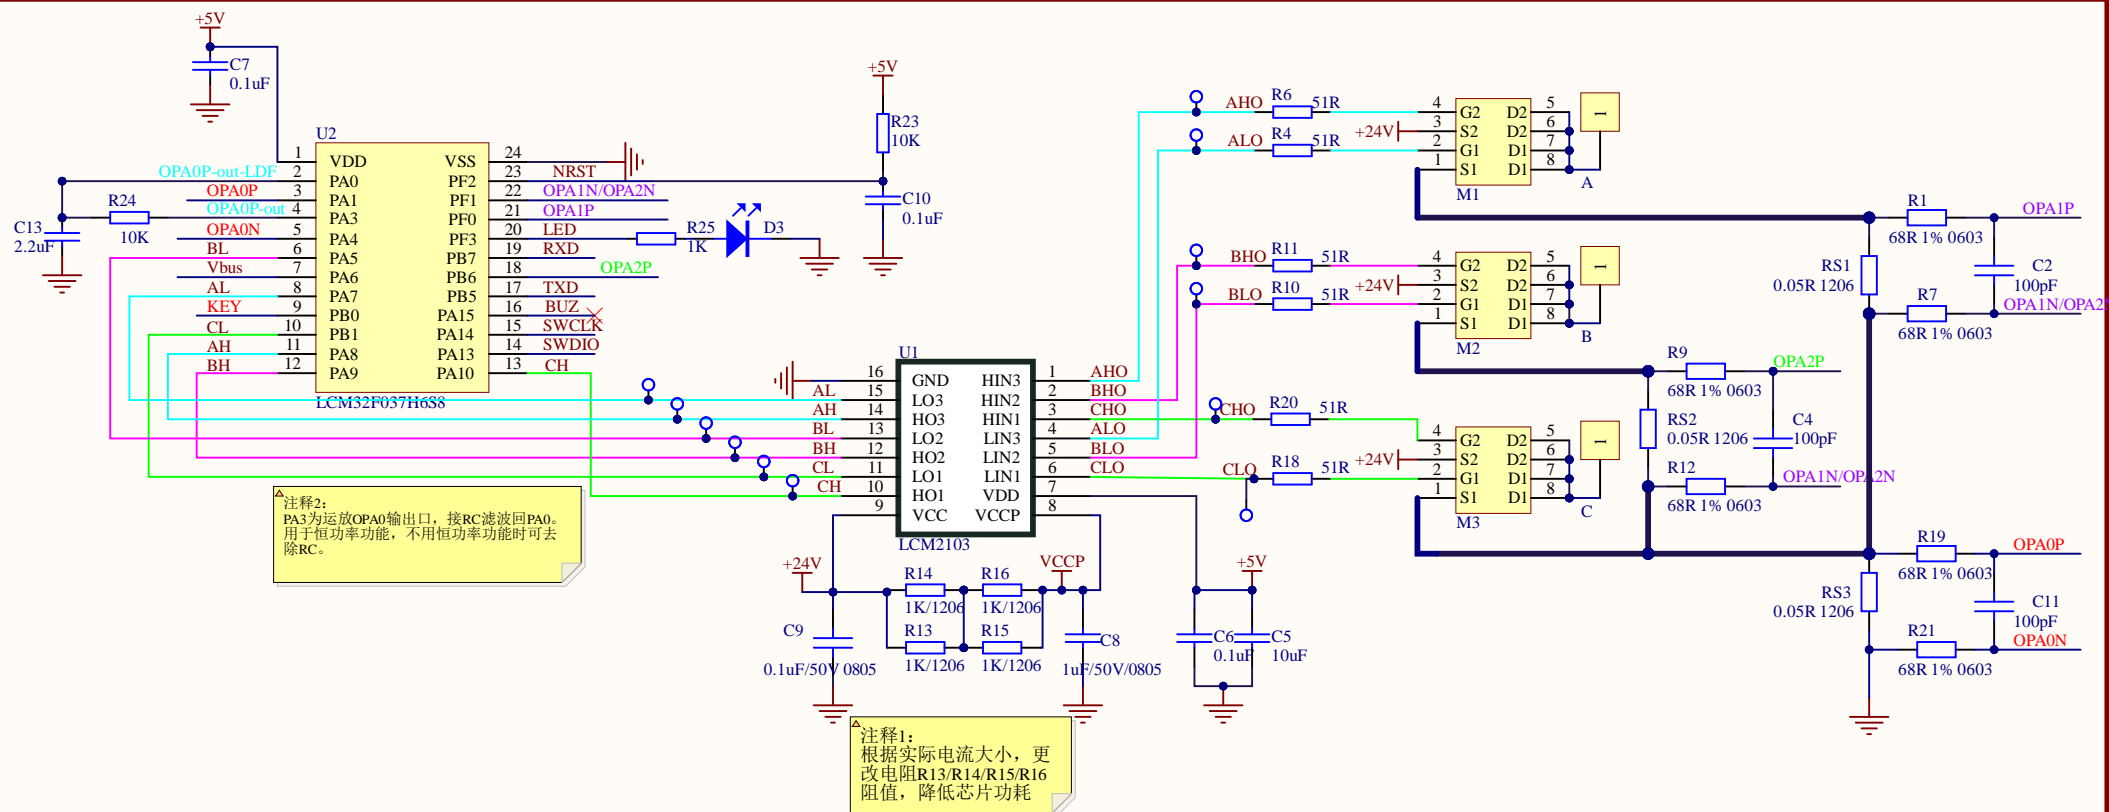 +5V
C7
0.1uF
U2
1 VDD VSS 24
OPA0P-out-LDF 2 PA0 PF2 23 NRST
OPA0P 3 PA1 PF1 22 OPA1N/OPA2N
OPA0P-out 4 PA3 PF0 21 OPA1P
OPA0N 5 PA4 PF3 20 LED
BL 6 PA5 PB7 19 RXD
Vbus 7 PA6 PB6 18 OPA2P
AL 8 PA7 PB5 17 TXD
KEY 9 PB0 PA15 16 BUZ
CL 10 PB1 PA14 15 SWCLK
AH 11 PA8 PA13 14 SWDIO
BH 12 PA9 PA10 13 CH
LCM32F037H6S8
R24
10K
C13
2.2uF
R25
1K
D3
+5V
R23
10K
C10
0.1uF
U1
16 GND HIN3 1 AHO
AL 15 LO3 HIN2 2 BHO
AH 14 HO3 HIN1 3 CHO
BL 13 LO2 LIN3 4 ALO
BH 12 HO2 LIN2 5 BLO
CL 11 LO1 LIN1 6 CLO
CH 10 HO1 VDD 7
9 VCC VCCP 8
LCM2103
注释2:
PA3为运放OPA0输出口，接RC滤波回PA0。
用于恒功率功能，不用恒功率功能时可去
除RC。
+24V
C9
0.1uF/50V 0805
R14
1K/1206
R16
1K/1206
R13
1K/1206
R15
1K/1206
VCCP
C8
1uF/50V/0805
+5V
C6
0.1uF
C5
10uF
注释1:
根据实际电流大小，更
改电阻R13/R14/R15/R16
阻值，降低芯片功耗
AHO R6 51R 4 G2 D2 5 1
+24V 3 S2 D2 6
ALO R4 51R 2 G1 D1 7
1 S1 D1 8
M1 A
BHO R11 51R 4 G2 D2 5 1
+24V 3 S2 D2 6
BLO R10 51R 2 G1 D1 7
1 S1 D1 8
M2 B
CHO R20 51R 4 G2 D2 5 1
+24V 3 S2 D2 6
CLO R18 51R 2 G1 D1 7
1 S1 D1 8
M3 C
R1 OPA1P
68R 1% 0603
RS1
0.05R 1206
C2
100pF
R7 OPA1N/OPA2
68R 1% 0603
R9 OPA2P
68R 1% 0603
RS2
0.05R 1206
C4
100pF
R12 OPA1N/OPA2N
68R 1% 0603
R19 OPA0P
68R 1% 0603
RS3
0.05R 1206
C11
100pF
R21 OPA0N
68R 1% 0603